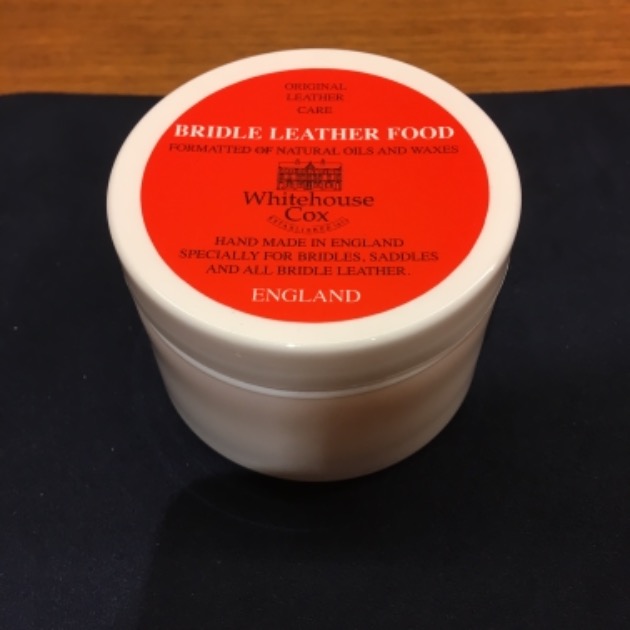 ORIGINAL
LEATHER
CARE
BRIDLE LEATHER FOOD
FORMATTED OF NATURAL OILS AND WAXES
Whitehouse
Cox
HAND MADE IN ENGLAND
SPECIALLY FOR BRIDLES, SADDLES
AND ALL BRIDLE LEATHER.
ENGLAND